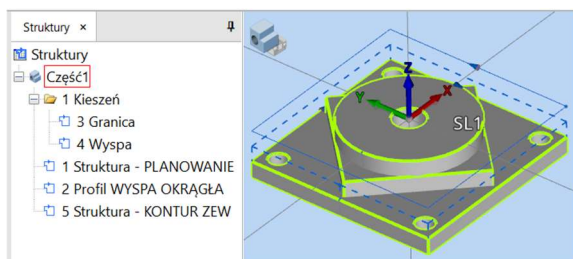 Struktury ×
Struktury
Część1
1 Kieszeń
3 Granica
4 Wyspa
1 Struktura - PLANOWANIE
2 Profil WYSPA OKRĄGŁA
5 Struktura - KONTUR ZEW
Z
Y
X
SL1